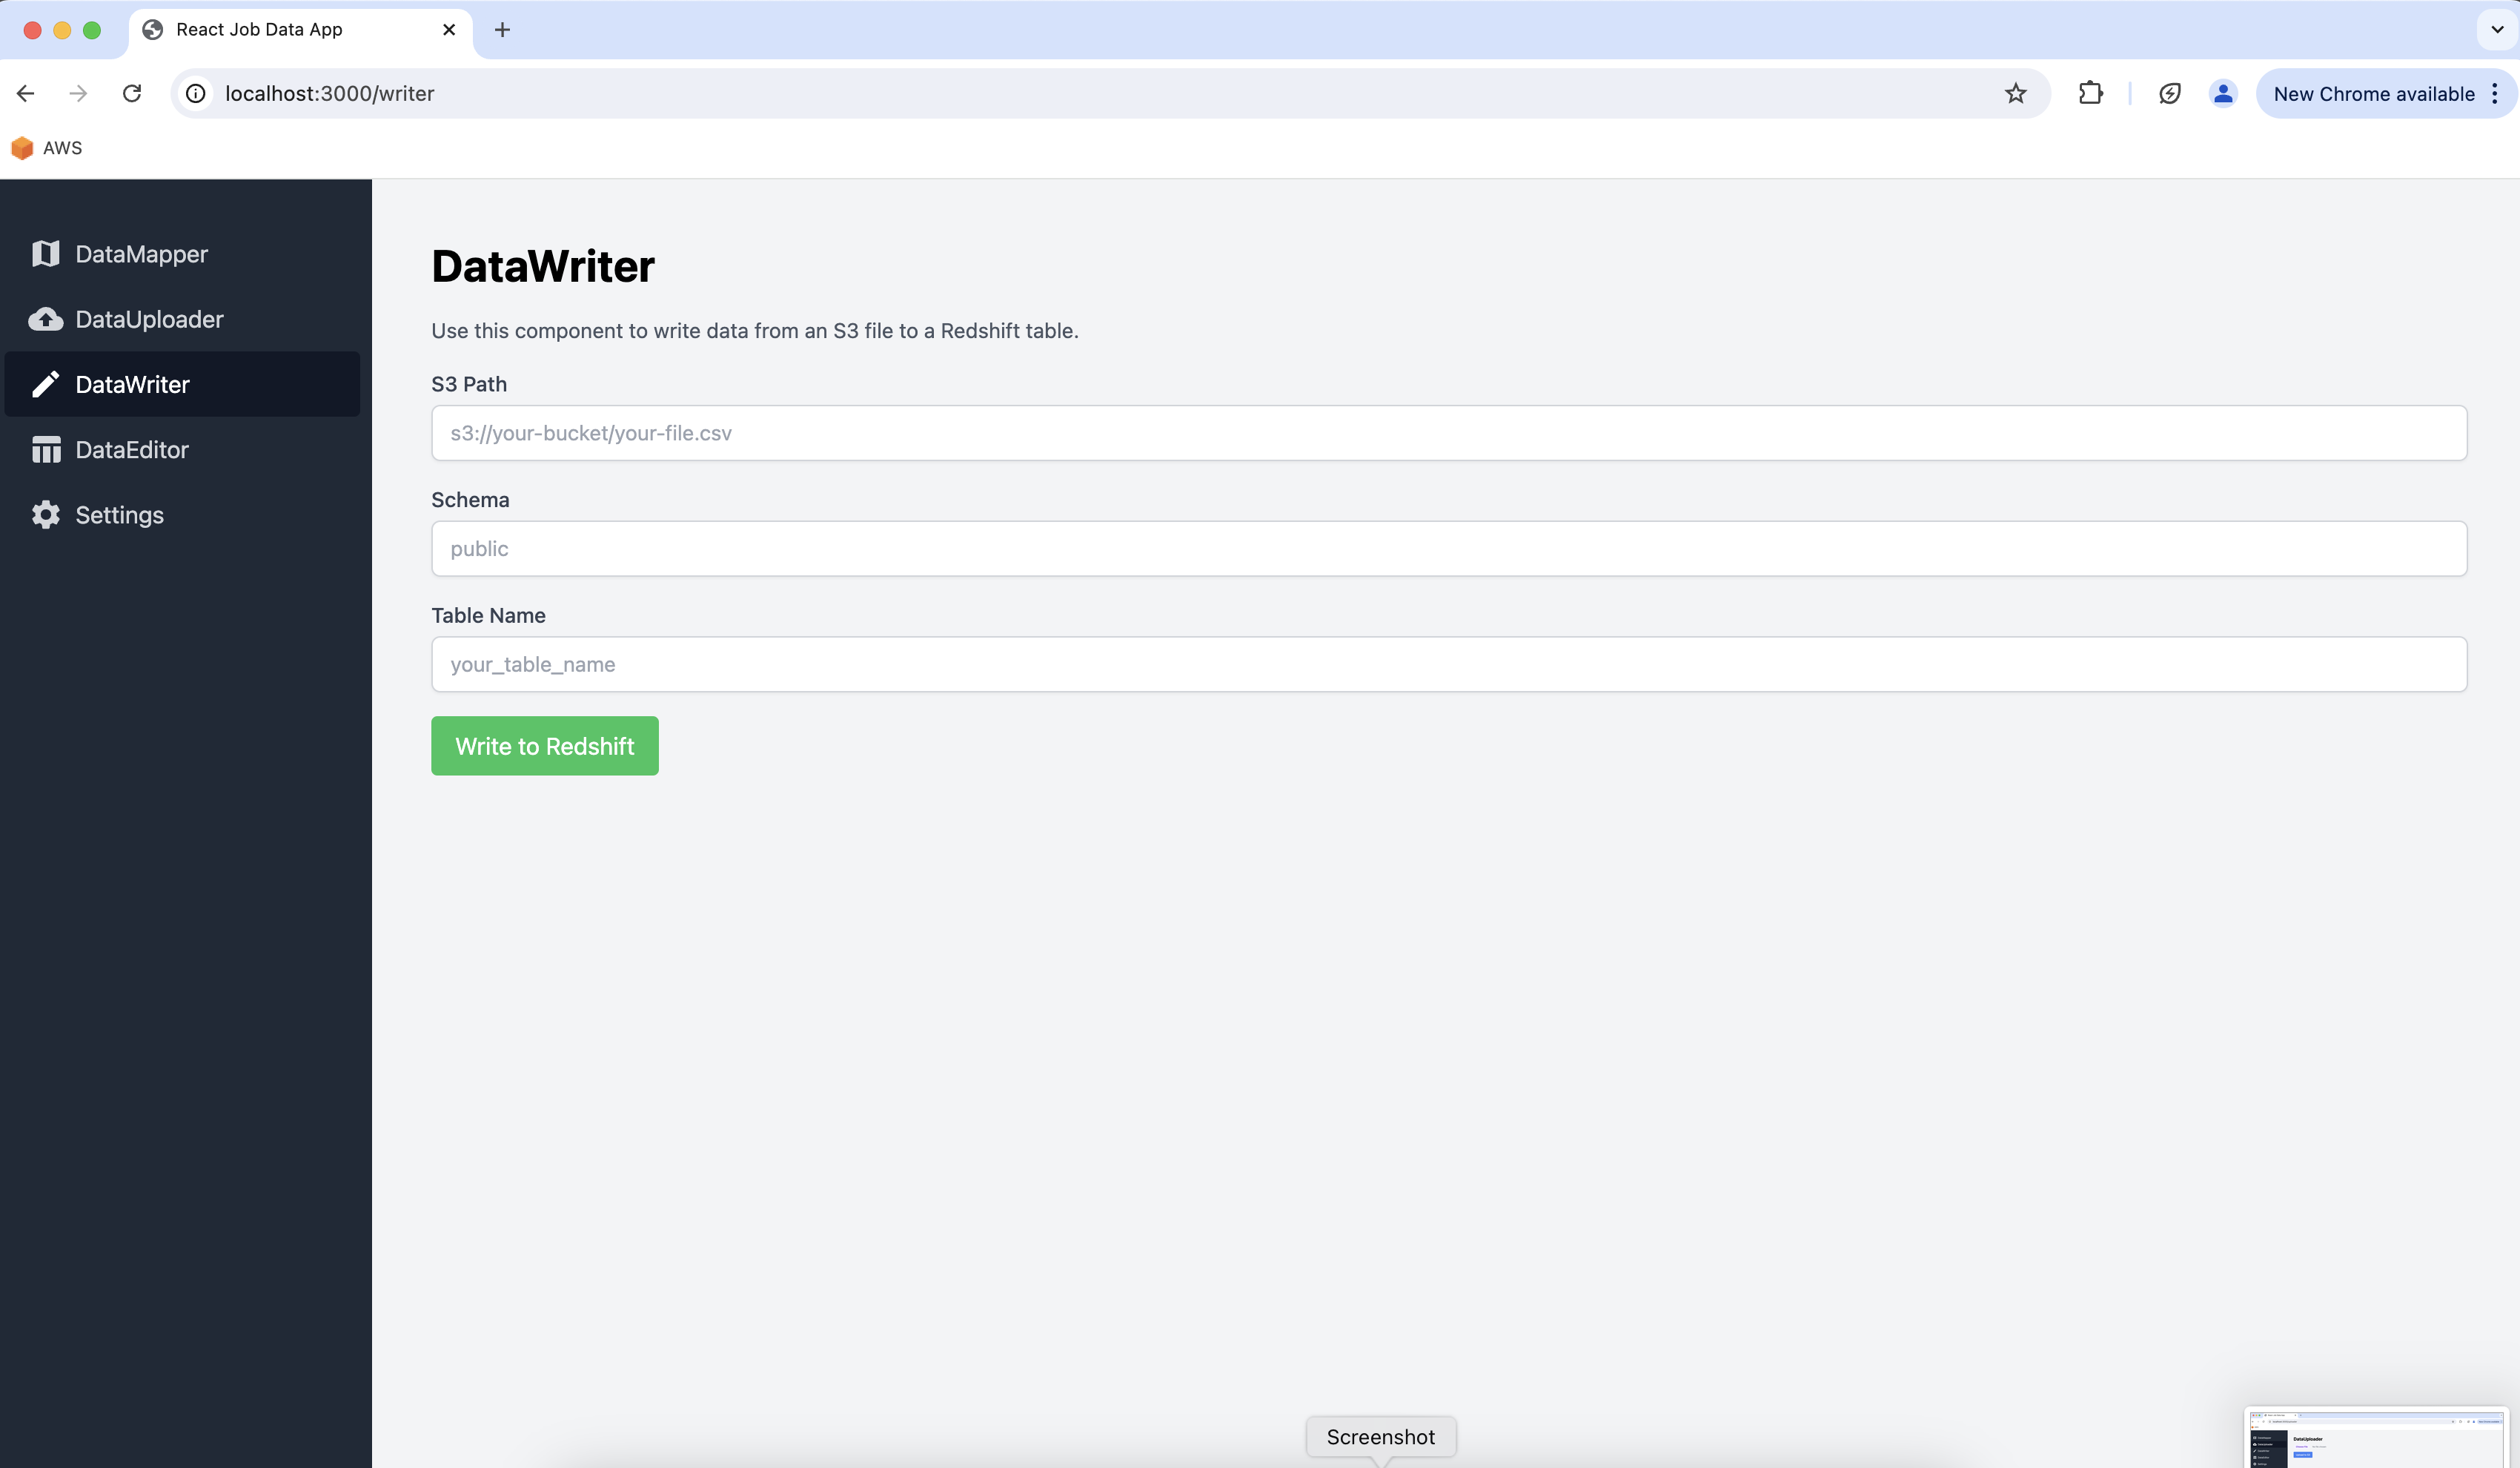 React Job Data App
localhost:3000/writer
New Chrome available
AWS
DataMapper
DataUploader
DataWriter
DataEditor
Settings
DataWriter
Use this component to write data from an S3 file to a Redshift table.
S3 Path
s3://your-bucket/your-file.csv
Schema
public
Table Name
your_table_name
Write to Redshift
Screenshot
DataUploader